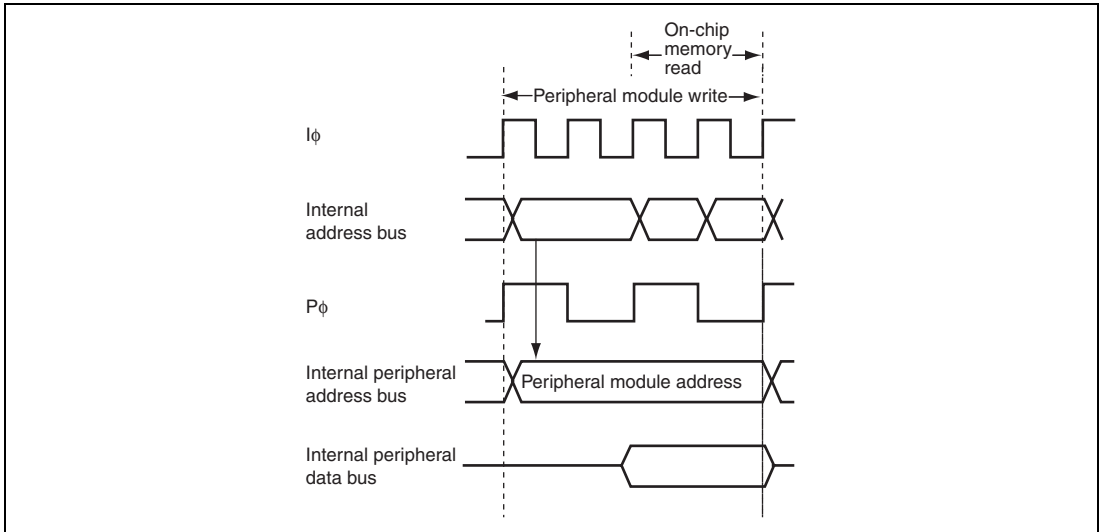 On-chip
memory
read
Peripheral module write
Iϕ
Internal
address bus
Pϕ
Internal peripheral
address bus
Peripheral module address
Internal peripheral
data bus